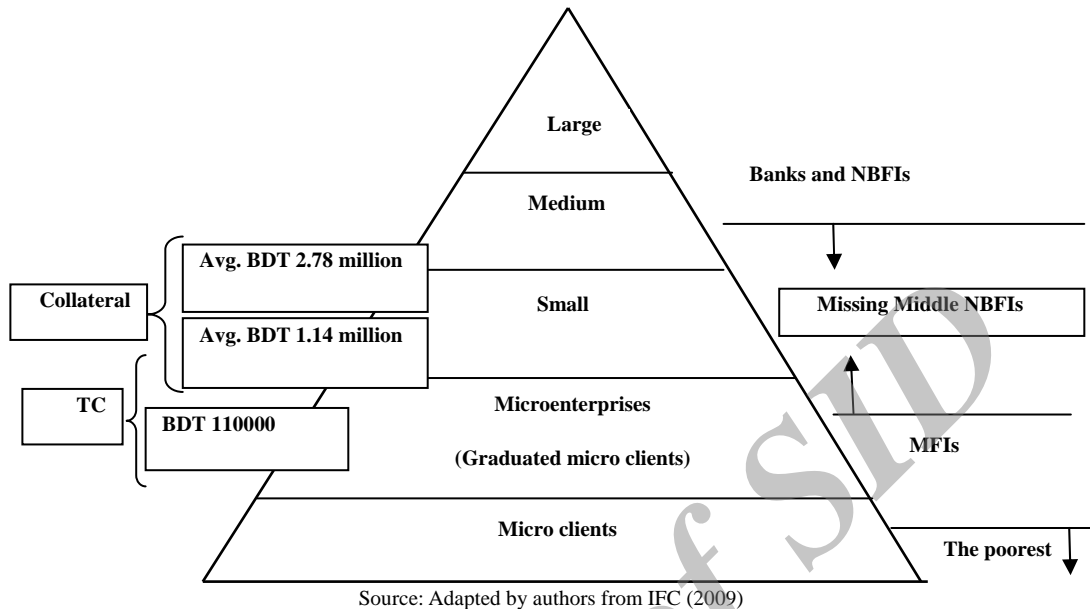 Large
Banks and NBFIs
Medium
Avg. BDT 2.78 million
Collateral
Small
Missing Middle NBFIs
Avg. BDT 1.14 million
TC
Microenterprises
BDT 110000
MFIs
(Graduated micro clients)
Micro clients
The poorest
Source: Adapted by authors from IFC (2009)
of SID